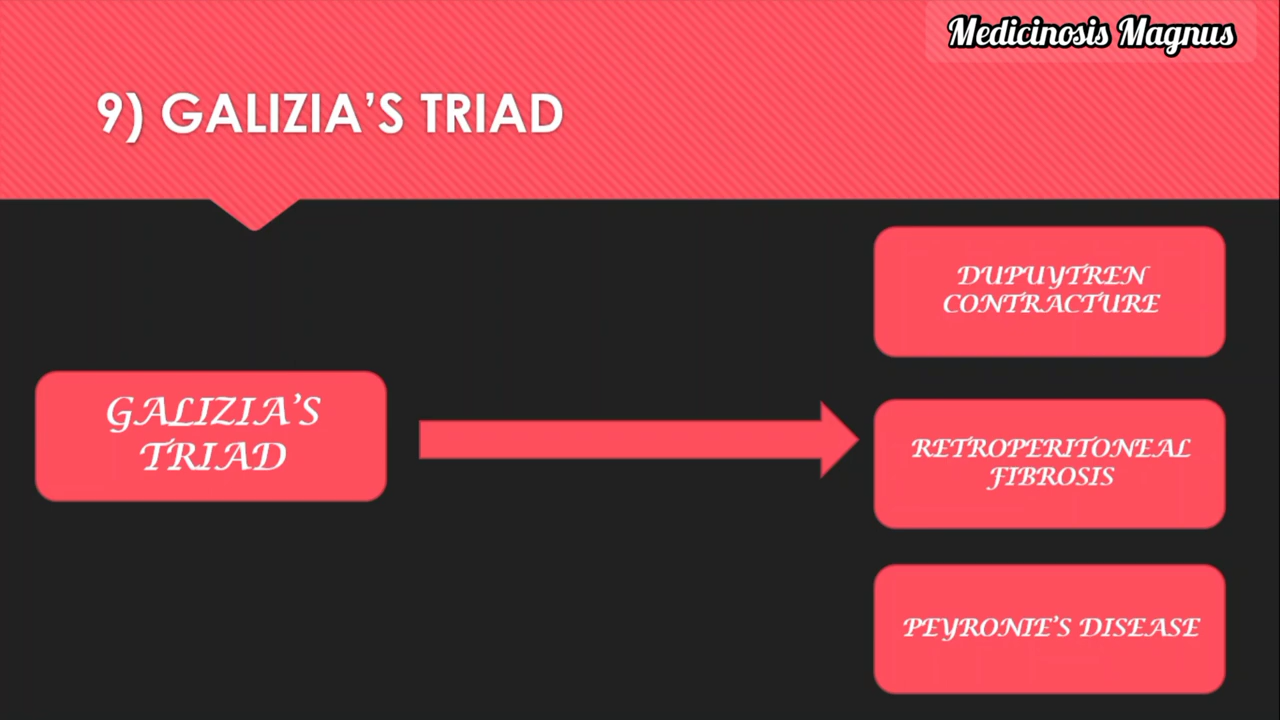 Medicinosis Magnus
9) GALIZIA'S TRIAD
GALIZIA'S
TRIAD
DUPUYTREN
CONTRACTURE
RETROPERITONEAL
FIBROSIS
PEYRONIE'S DISEASE